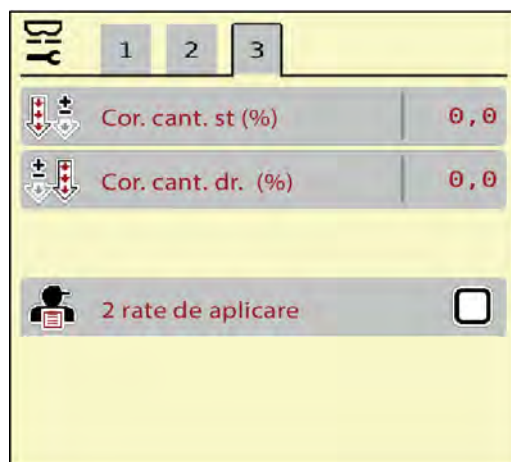 1 2 3
Cor. cant. st (%) 0,0
Cor. cant. dr. (%) 0,0
2 rate de aplicare